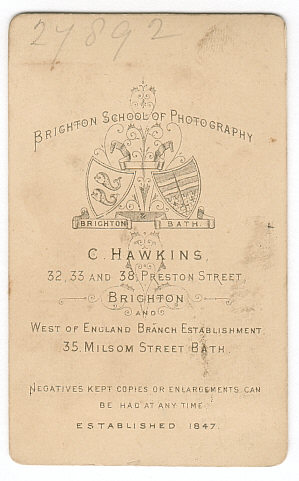 27892
BRIGHTON SCHOOL OF PHOTOGRAPHY
BRIGHTON & BATH.
C. HAWKINS,
32, 33 AND 38, PRESTON STREET,
BRIGHTON
AND
WEST OF ENGLAND BRANCH ESTABLISHMENT,
35, MILSOM STREET BATH.
NEGATIVES KEPT COPIES OR ENLARGEMENTS CAN
BE HAD AT ANY TIME
ESTABLISHED 1847.